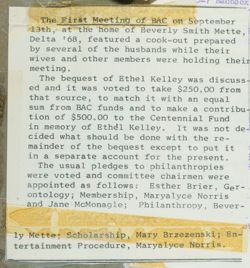 The First Meeting of BAC on September
13th, at the home of Beverly Smith Mette,
Delta '68, featured a cook-out prepared
by several of the husbands while their
wives and other members were holding their
meeting.
The bequest of Ethel Kelley was discuss-
ed and it was voted to take $250.00 from
that source, to match it with an equal
sum from BAC funds and to make a contribu-
tion of $500.00 to the Centennial Fund
in memory of Ethel Kelley. It was not de-
cided what should be done with the re-
mainder of the bequest except to put it
in a separate account for the present.
The usual pledges to philanthropies
were voted and committee chairmen were
appointed as follows: Esther Brier, Ger-
ontology; Membership, Maryalyce Norris
and Jane McMonagle; Philanthropy, Bever-
ly Mette; Scholarship, Mary Brzezenski; En-
tertainment Procedure, Maryalyce Norris.